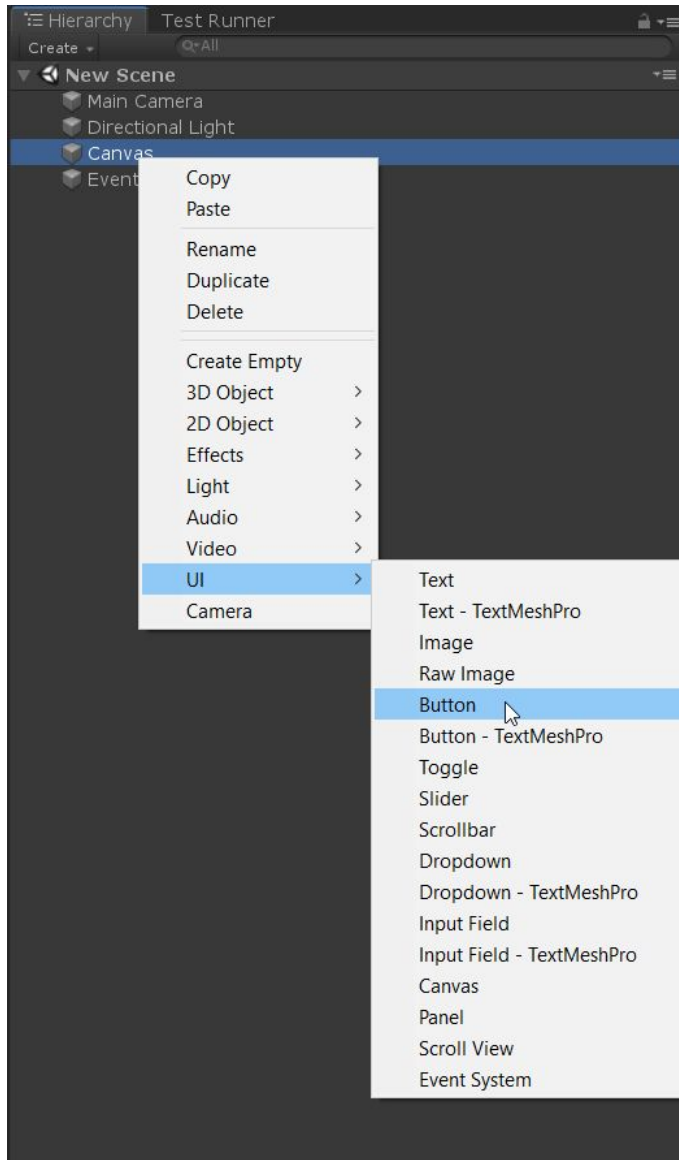 Hierarchy Test Runner
Create All
New Scene
Main Camera
Directional Light
Canvas
Event
Copy
Paste
Rename
Duplicate
Delete
Create Empty
3D Object
2D Object
Effects
Light
Audio
Video
UI
Camera
Text
Text - TextMeshPro
Image
Raw Image
Button
Button - TextMeshPro
Toggle
Slider
Scrollbar
Dropdown
Dropdown - TextMeshPro
Input Field
Input Field - TextMeshPro
Canvas
Panel
Scroll View
Event System